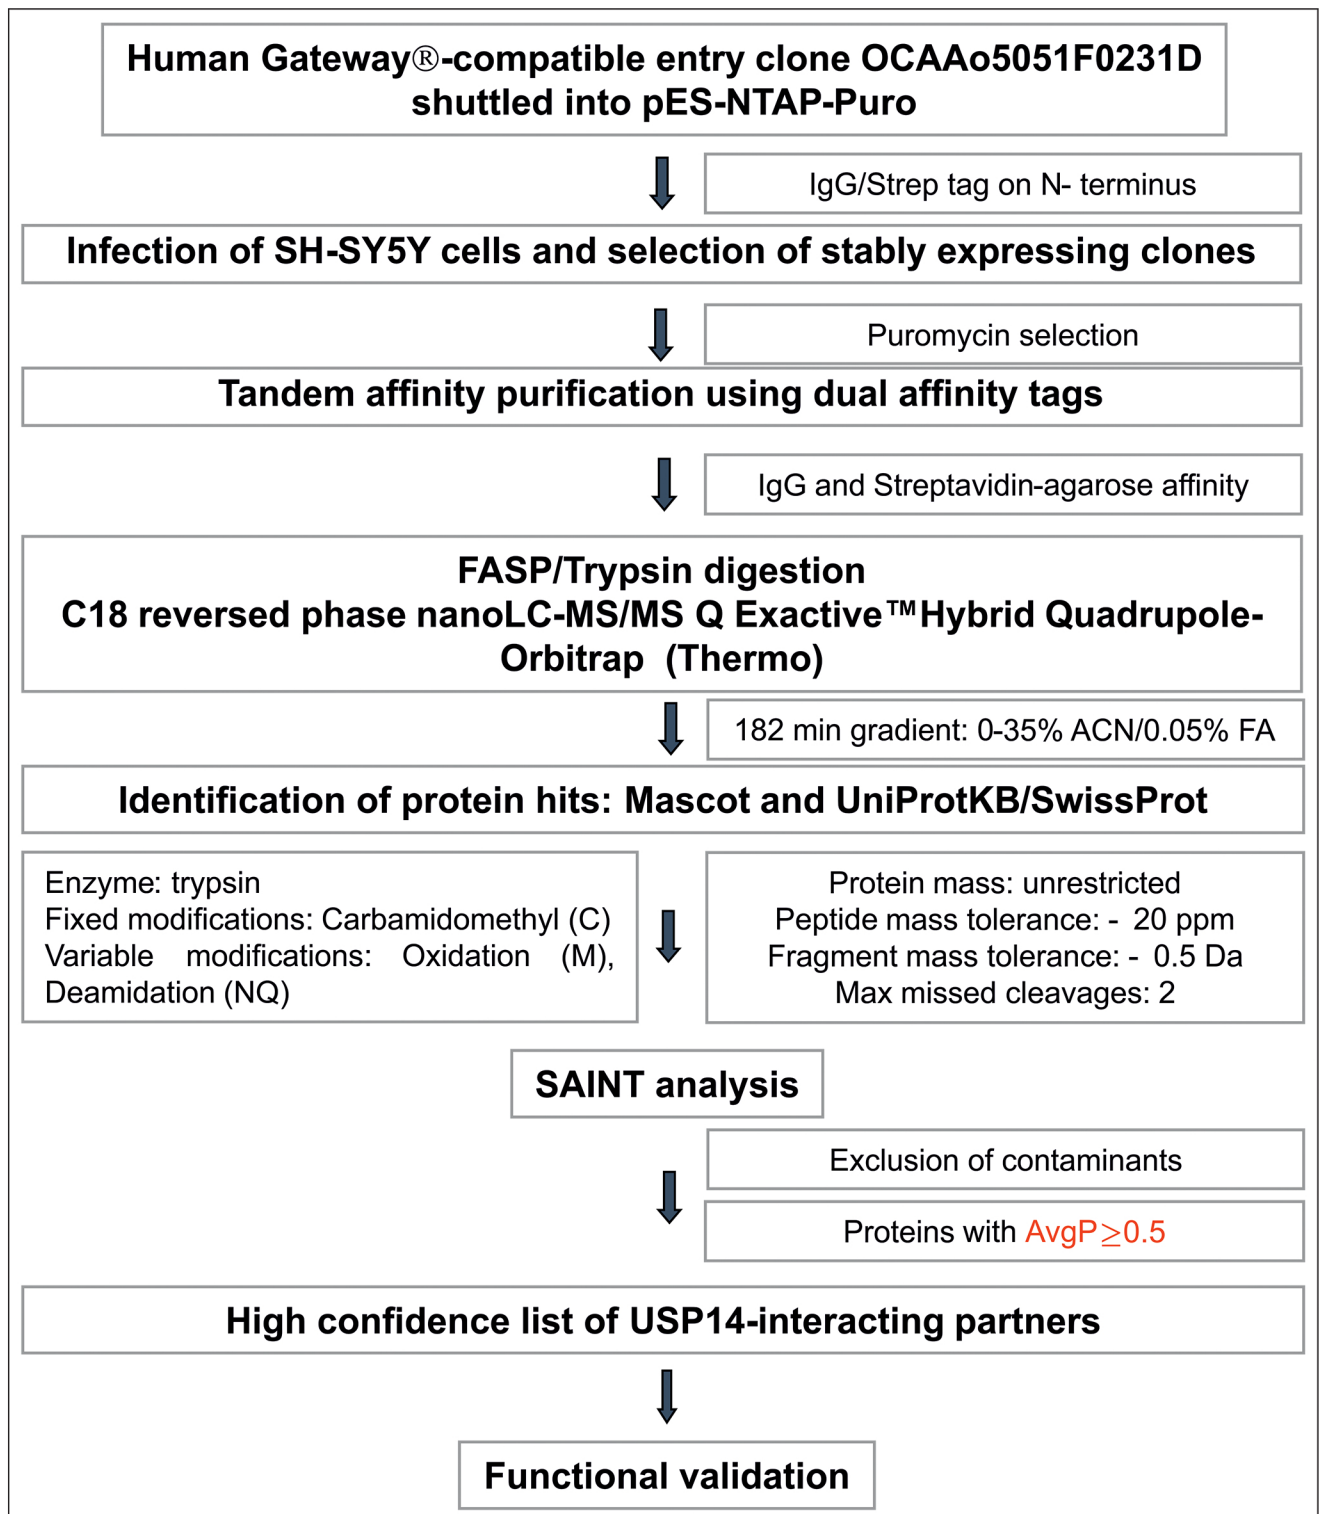 Human Gateway®-compatible entry clone OCAAo5051F0231D
shuttled into pES-NTAP-Puro
IgG/Strep tag on N- terminus
Infection of SH-SY5Y cells and selection of stably expressing clones
Puromycin selection
Tandem affinity purification using dual affinity tags
IgG and Streptavidin-agarose affinity
FASP/Trypsin digestion
C18 reversed phase nanoLC-MS/MS Q Exactive™Hybrid Quadrupole-
Orbitrap (Thermo)
182 min gradient: 0-35% ACN/0.05% FA
Identification of protein hits: Mascot and UniProtKB/SwissProt
Enzyme: trypsin
Fixed modifications: Carbamidomethyl (C)
Variable modifications: Oxidation (M),
Deamidation (NQ)
Protein mass: unrestricted
Peptide mass tolerance: - 20 ppm
Fragment mass tolerance: - 0.5 Da
Max missed cleavages: 2
SAINT analysis
Exclusion of contaminants
Proteins with AvgP≥0.5
High confidence list of USP14-interacting partners
Functional validation